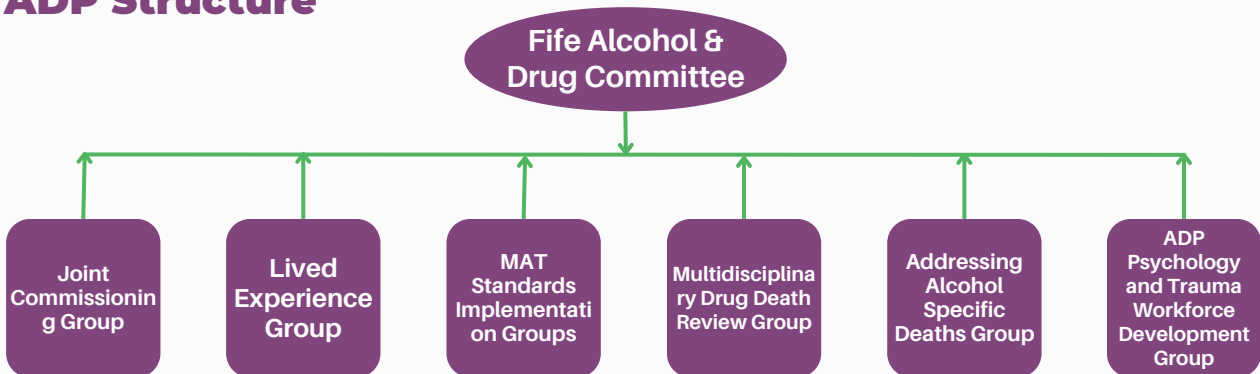 ADP Structure
Fife Alcohol &
Drug Committee
Joint
Commissionin
g Group
Lived
Experience
Group
MAT
Standards
Implementati
on Groups
Multidisciplina
ry Drug Death
Review Group
Addressing
Alcohol
Specific
Deaths Group
ADP
Psychology
and Trauma
Workforce
Development
Group